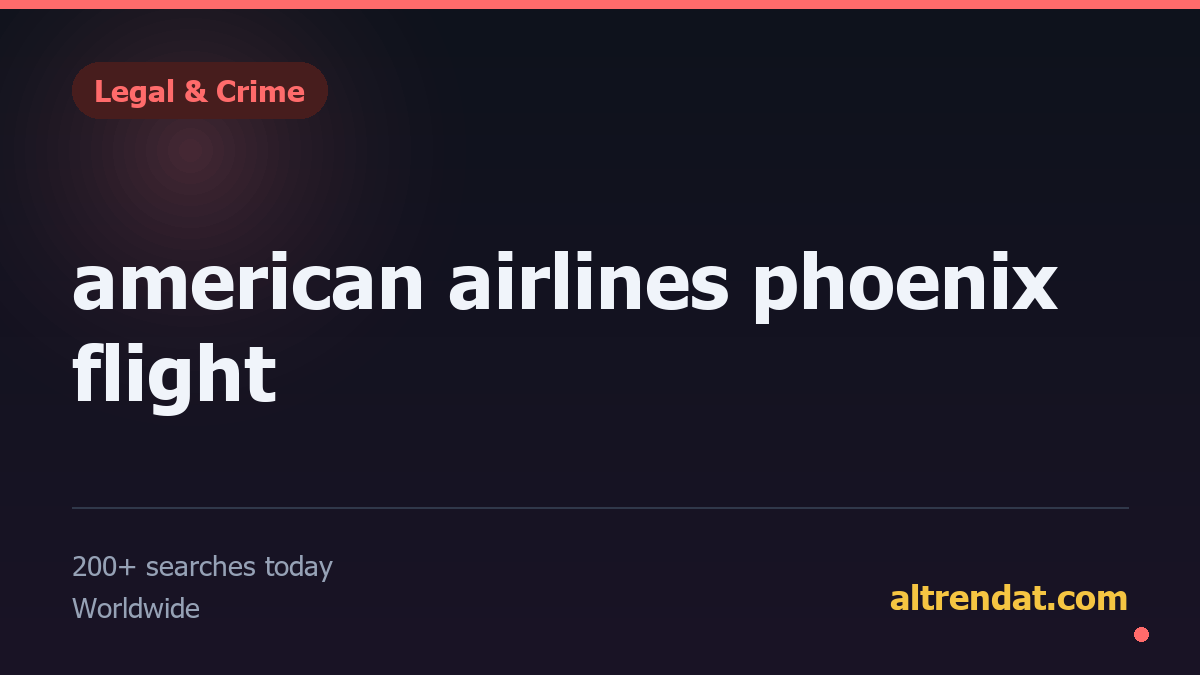 Legal & Crime
american airlines phoenix
flight
200+ searches today
Worldwide
altrendat.com